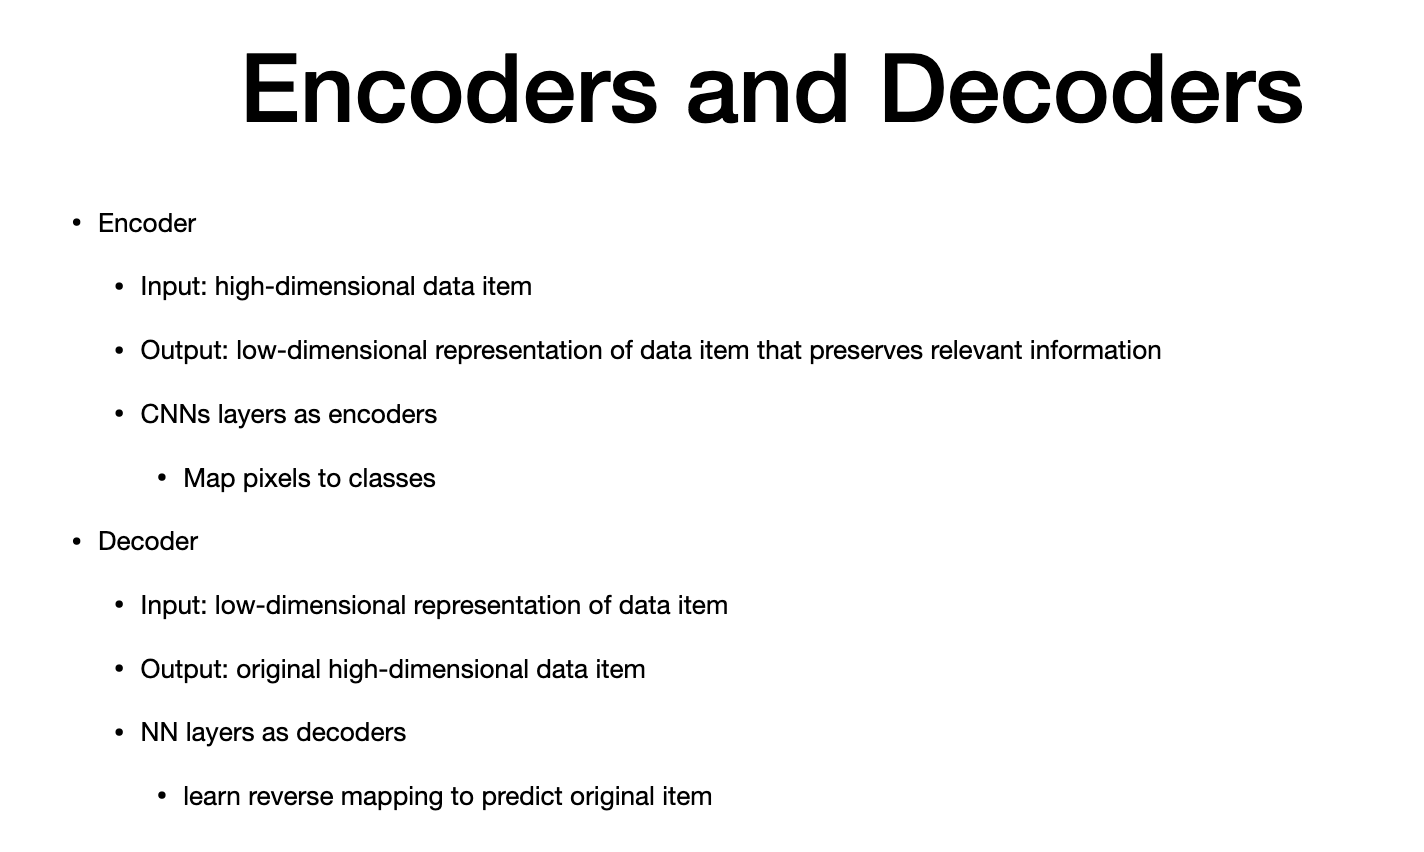 Encoders and Decoders
• Encoder
• Input: high-dimensional data item
• Output: low-dimensional representation of data item that preserves relevant information
• CNNs layers as encoders
• Map pixels to classes
• Decoder
• Input: low-dimensional representation of data item
• Output: original high-dimensional data item
• NN layers as decoders
• learn reverse mapping to predict original item